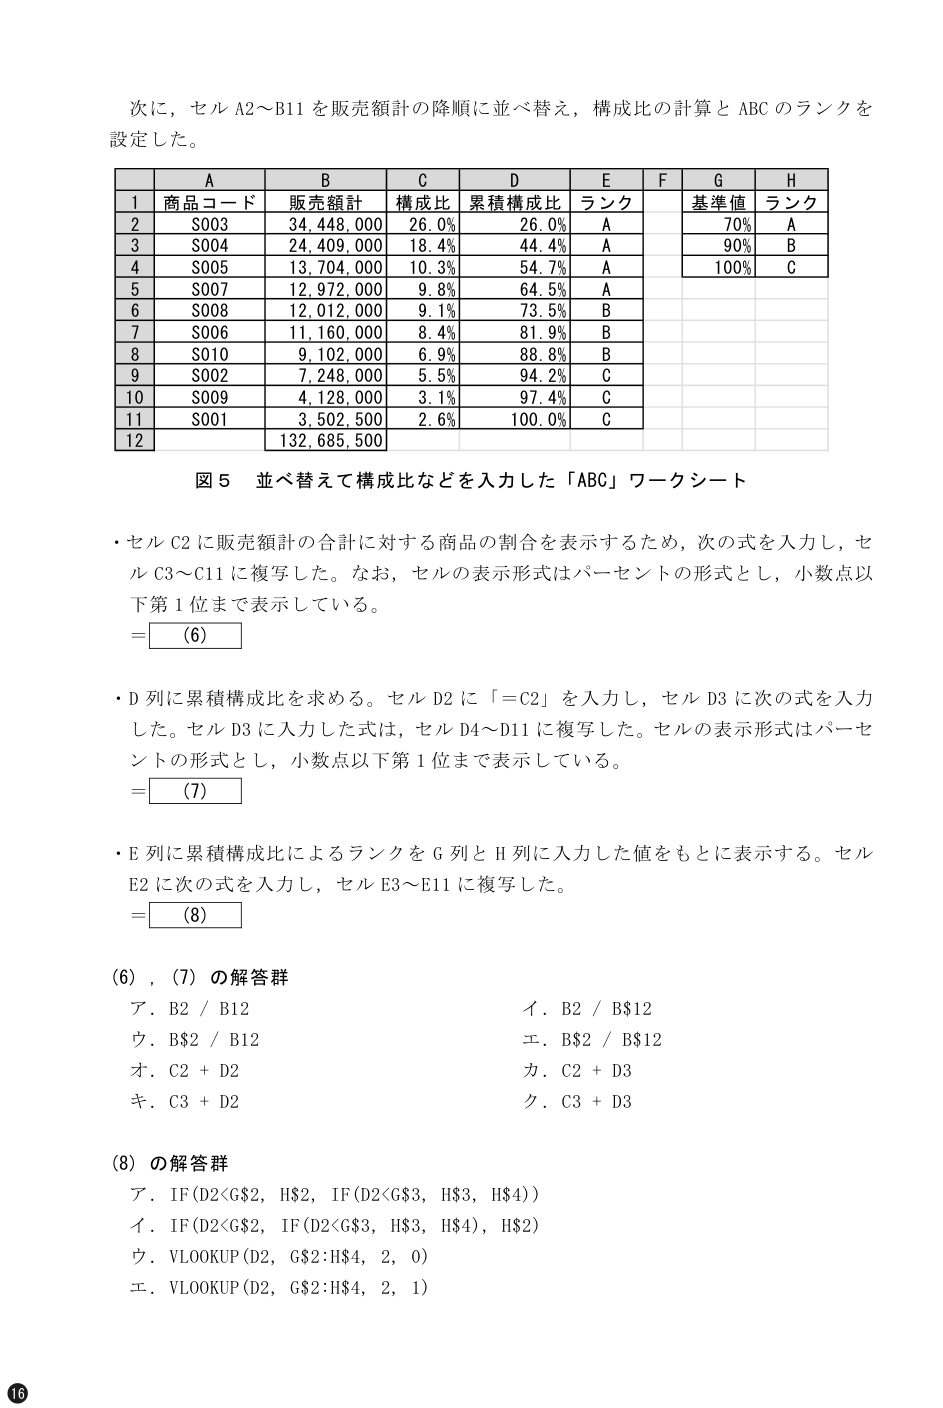 次に，セル A2～B11 を販売額計の降順に並べ替え，構成比の計算と ABC のランクを
設定した。
A B C D E F G H
1 商品コード 販売額計 構成比 累積構成比 ランク 基準値 ランク
2 S003 34,448,000 26.0% 26.0% A 70% A
3 S004 24,409,000 18.4% 44.4% A 90% B
4 S005 13,704,000 10.3% 54.7% A 100% C
5 S007 12,972,000 9.8% 64.5% A
6 S008 12,012,000 9.1% 73.5% B
7 S006 11,160,000 8.4% 81.9% B
8 S010 9,102,000 6.9% 88.8% B
9 S002 7,248,000 5.5% 94.2% C
10 S009 4,128,000 3.1% 97.4% C
11 S001 3,502,500 2.6% 100.0% C
12 132,685,500
図５　並べ替えて構成比などを入力した「ABC」ワークシート
・セル C2 に販売額計の合計に対する商品の割合を表示するため，次の式を入力し，セ
ル C3～C11 に複写した。なお，セルの表示形式はパーセントの形式とし，小数点以
下第 1 位まで表示している。
＝ (6)
・D 列に累積構成比を求める。セル D2 に「＝C2」を入力し，セル D3 に次の式を入力
した。セル D3 に入力した式は，セル D4～D11 に複写した。セルの表示形式はパーセ
ントの形式とし，小数点以下第 1 位まで表示している。
＝ (7)
・E 列に累積構成比によるランクを G 列と H 列に入力した値をもとに表示する。セル
E2 に次の式を入力し，セル E3～E11 に複写した。
＝ (8)
(6)，(7) の解答群
ア．B2 / B12　イ．B2 / B$12
ウ．B$2 / B12　エ．B$2 / B$12
オ．C2 + D2　カ．C2 + D3
キ．C3 + D2　ク．C3 + D3
(8) の解答群
ア．IF(D2<G$2, H$2, IF(D2<G$3, H$3, H$4))
イ．IF(D2<G$2, IF(D2<G$3, H$3, H$4), H$2)
ウ．VLOOKUP(D2, G$2:H$4, 2, 0)
エ．VLOOKUP(D2, G$2:H$4, 2, 1)
16